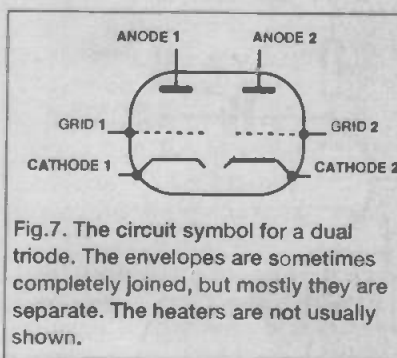 ANODE 1 ANODE 2
GRID 1 GRID 2
CATHODE 1 CATHODE 2
Fig.7. The circuit symbol for a dual
triode. The envelopes are sometimes
completely joined, but mostly they are
separate. The heaters are not usually
shown.